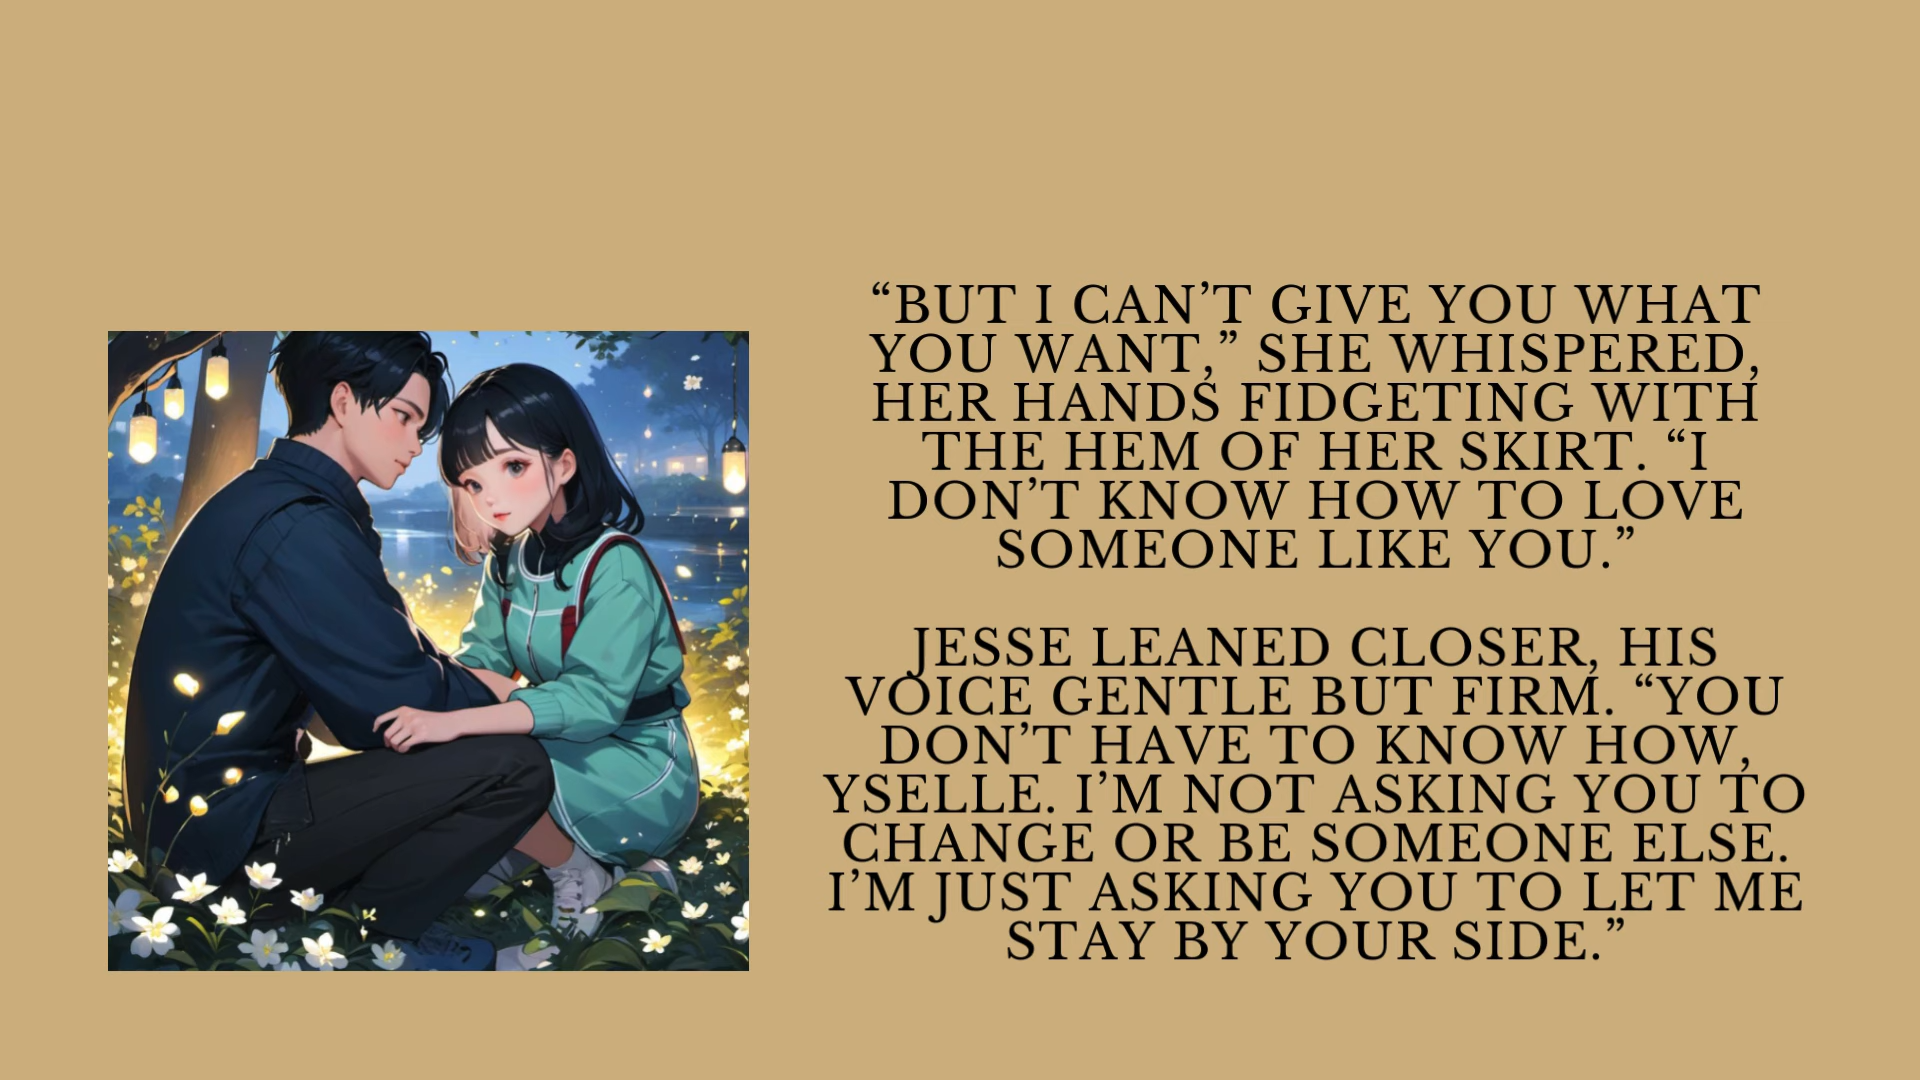 “BUT I CAN’T GIVE YOU WHAT
YOU WANT,” SHE WHISPERED,
HER HANDS FIDGETING WITH
THE HEM OF HER SKIRT. “I
DON’T KNOW HOW TO LOVE
SOMEONE LIKE YOU.”
JESSE LEANED CLOSER, HIS
VOICE GENTLE BUT FIRM. “YOU
DON’T HAVE TO KNOW HOW,
YSELLE. I’M NOT ASKING YOU TO
CHANGE OR BE SOMEONE ELSE.
I’M JUST ASKING YOU TO LET ME
STAY BY YOUR SIDE.”